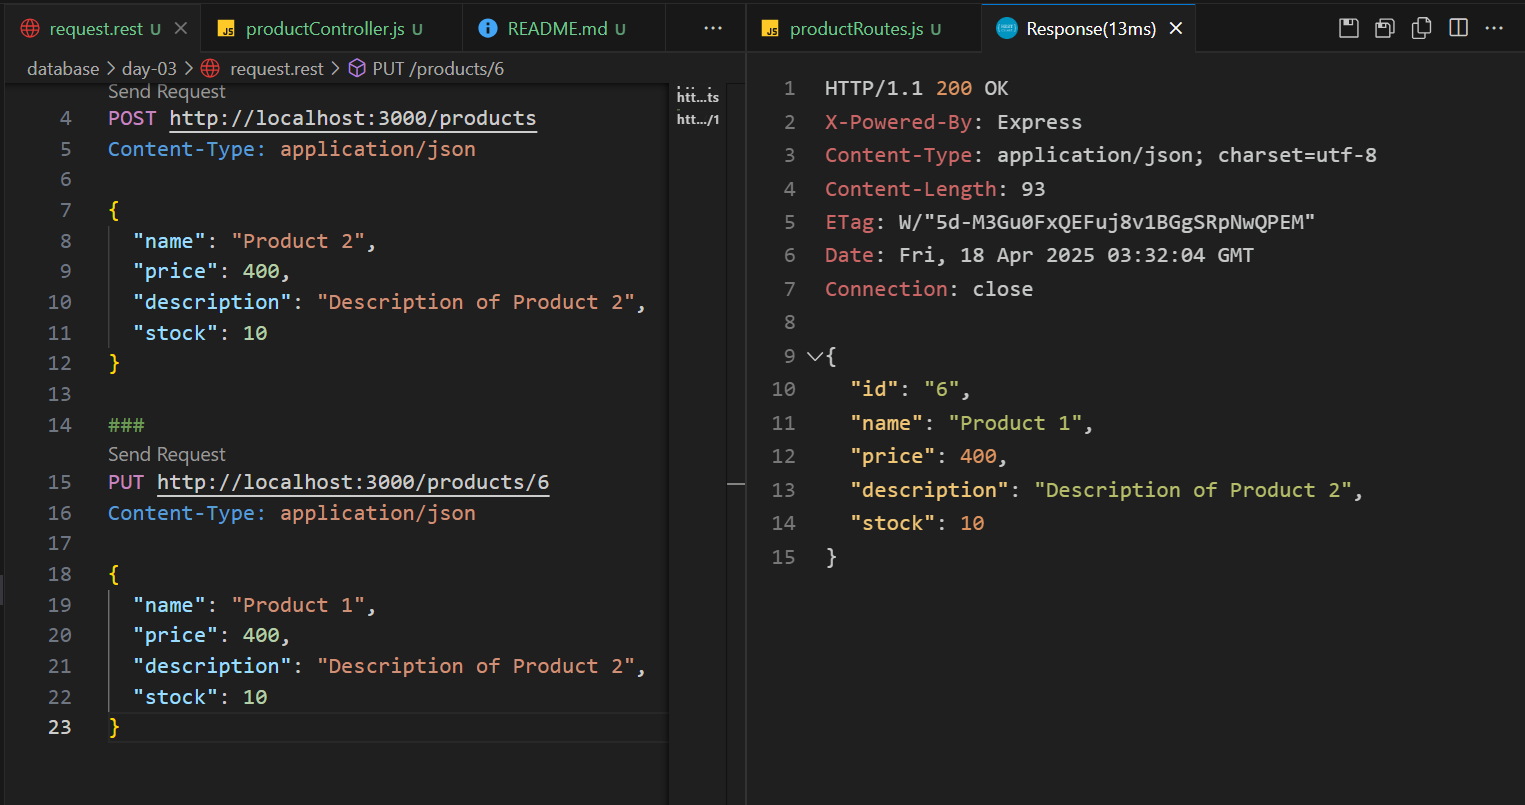 request.rest U
productController.js U
README.md U
···
productRoutes.js U
Response(13ms)
···
database > day-03 > request.rest > PUT /products/6
Send Request
4 POST http://localhost:3000/products
5 Content-Type: application/json
6
7 {
8 "name": "Product 2",
9 "price": 400,
10 "description": "Description of Product 2",
11 "stock": 10
12 }
13
14 ###
Send Request
15 PUT http://localhost:3000/products/6
16 Content-Type: application/json
17
18 {
19 "name": "Product 1",
20 "price": 400,
21 "description": "Description of Product 2",
22 "stock": 10
23 }
htt...ts
htt.../1
1 HTTP/1.1 200 OK
2 X-Powered-By: Express
3 Content-Type: application/json; charset=utf-8
4 Content-Length: 93
5 ETag: W/"5d-M3Gu0FxQEFuj8v1BGgSRpNwQPEM"
6 Date: Fri, 18 Apr 2025 03:32:04 GMT
7 Connection: close
8
9 {
10 "id": "6",
11 "name": "Product 1",
12 "price": 400,
13 "description": "Description of Product 2",
14 "stock": 10
15 }